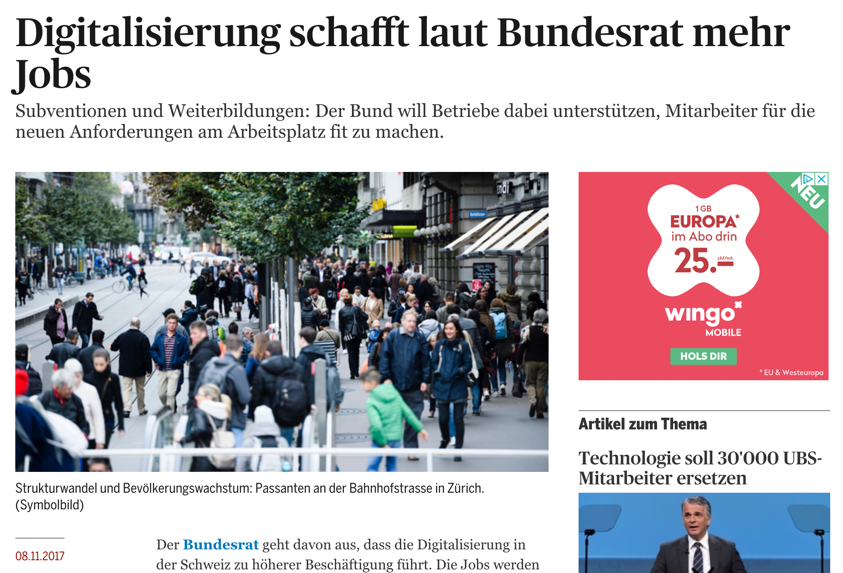 Digitalisierung schafft laut Bundesrat mehr
Jobs
Subventionen und Weiterbildungen: Der Bund will Betriebe dabei unterstützen, Mitarbeiter für die
neuen Anforderungen am Arbeitsplatz fit zu machen.
Strukturwandel und Bevölkerungswachstum: Passanten an der Bahnhofstrasse in Zürich.
(Symbolbild)
08.11.2017
Der Bundesrat geht davon aus, dass die Digitalisierung in
der Schweiz zu höherer Beschäftigung führt. Die Jobs werden
NEU
1 GB
EUROPA*
im Abo drin
25.–
wingo
MOBILE
HOLS DIR
* EU & Westeuropa
Artikel zum Thema
Technologie soll 30'000 UBS-
Mitarbeiter ersetzen